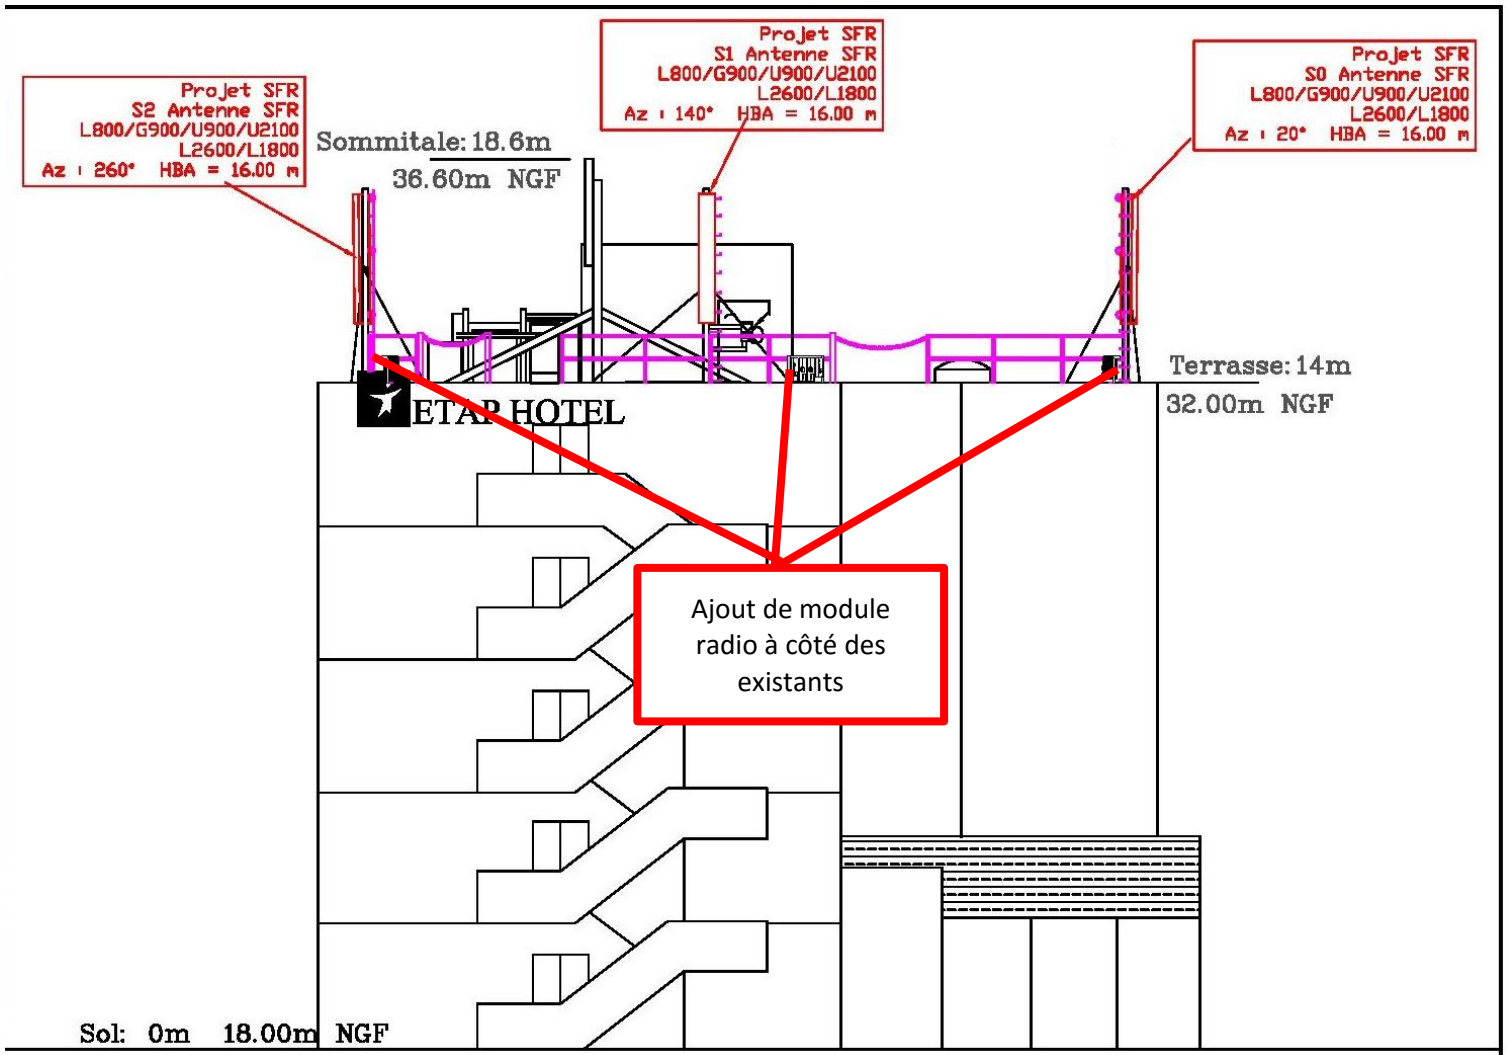 Projet SFR
S2 Antenne SFR
L800/G900/U900/U2100
L2600/L1800
Az : 260° HBA = 16.00 m
Projet SFR
S1 Antenne SFR
L800/G900/U900/U2100
L2600/L1800
Az : 140° HBA = 16.00 m
Projet SFR
S0 Antenne SFR
L800/G900/U900/U2100
L2600/L1800
Az : 20° HBA = 16.00 m
Sommitale: 18.6m
36.60m NGF
Terrasse: 14m
32.00m NGF
ETAP HOTEL
Ajout de module
radio à côté des
existants
Sol: 0m 18.00m NGF